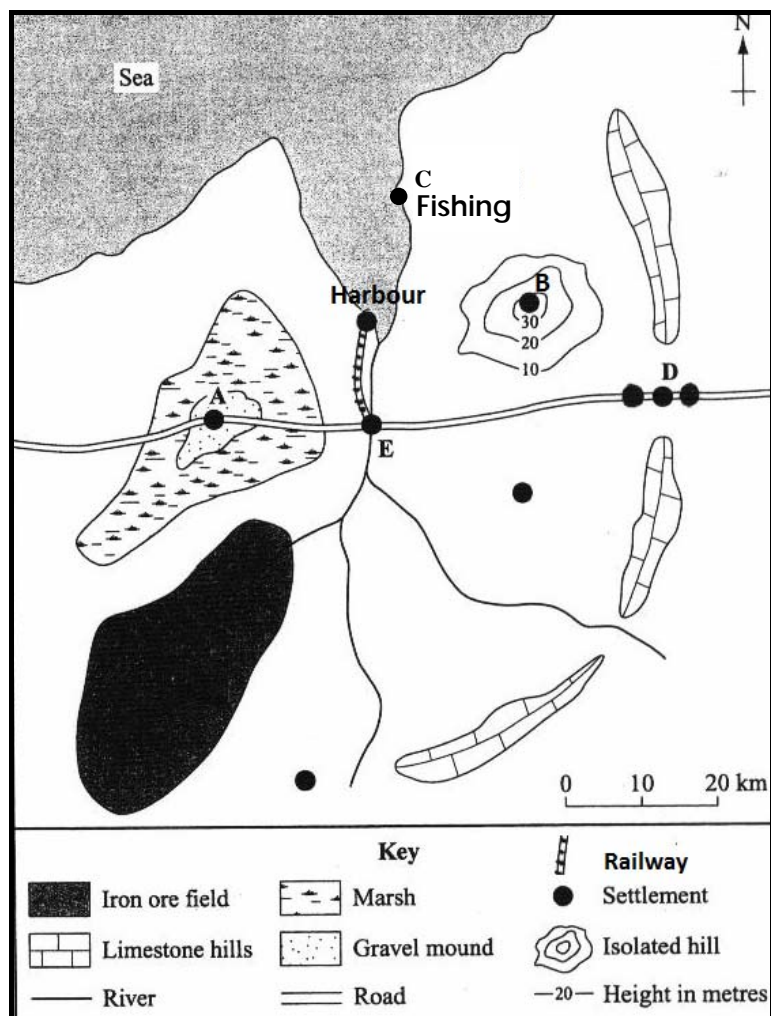 N
Sea
C
Fishing
B
Harbour
30
20
10
D
A
E
0 10 20 km
Key
Railway
Iron ore field
Marsh
Settlement
Limestone hills
Gravel mound
Isolated hill
River
Road
20
Height in metres